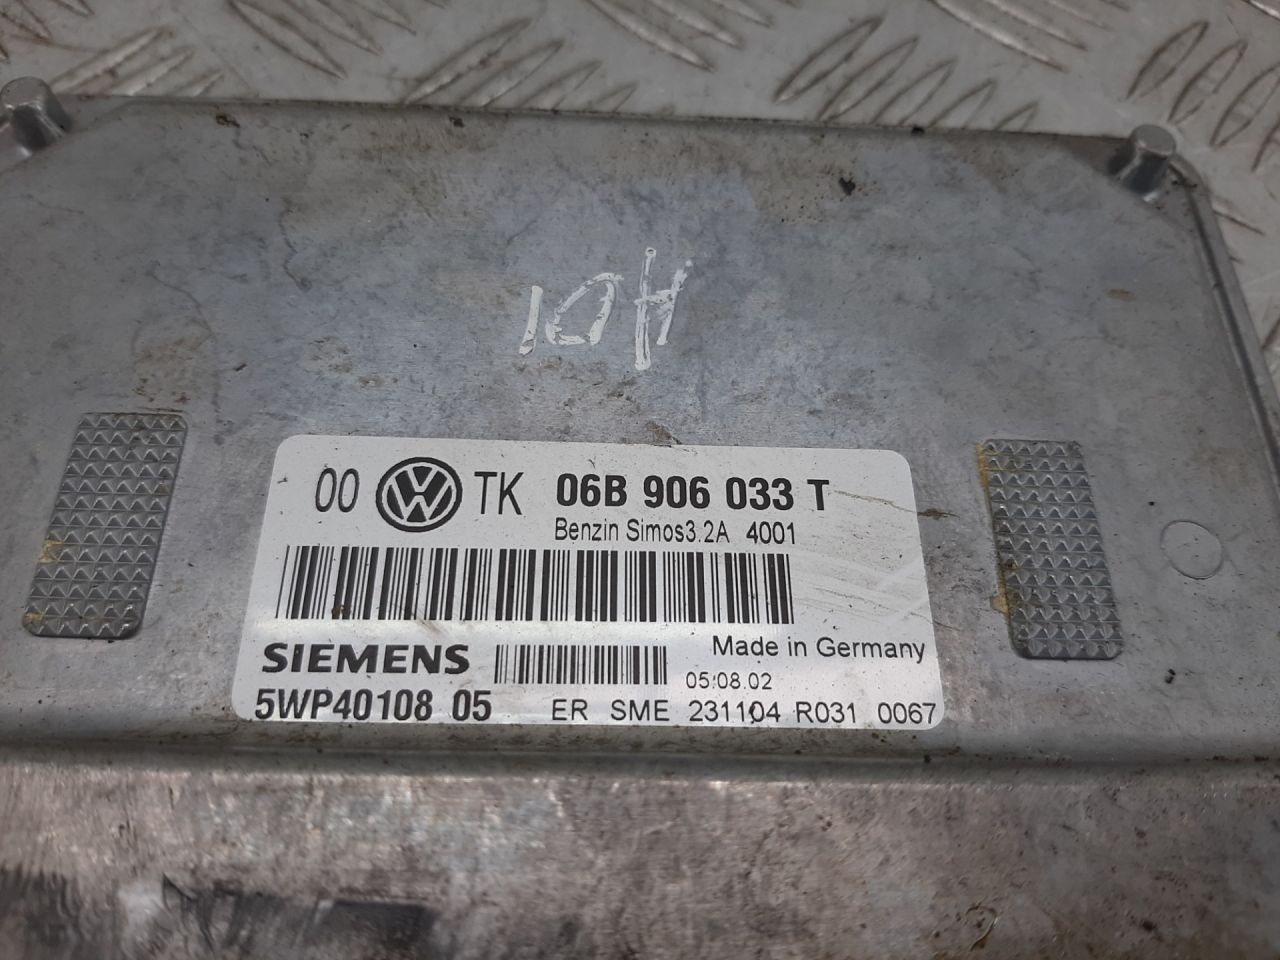 10H
00 TK 06B 906 033 T
Benzin Simos3.2A 4001
Made in Germany
SIEMENS
05.08.02
5WP40108 05 ER SME 231104 R031 0067